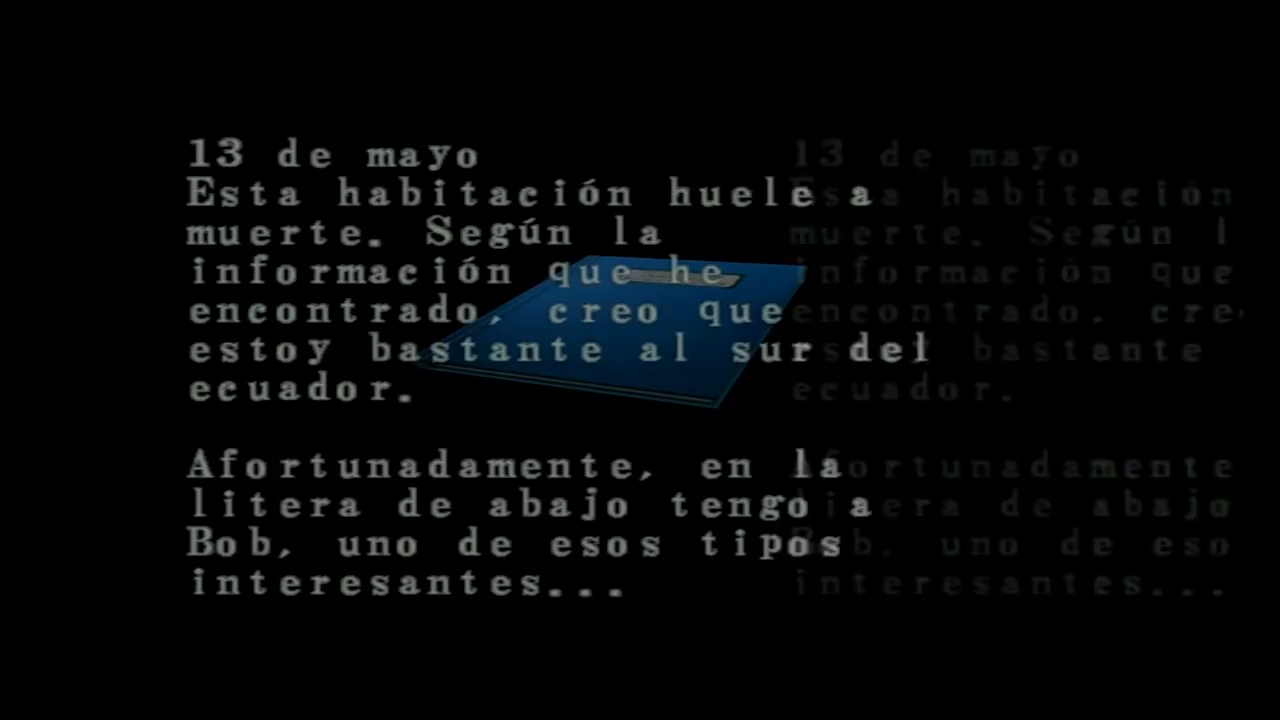 13 de mayo
Esta habitación huele a
muerte. Según la
información que he
encontrado, creo que
estoy bastante al sur del
ecuador.
Afortunadamente, en la
litera de abajo tengo a
Bob, uno de esos tipos
interesantes...